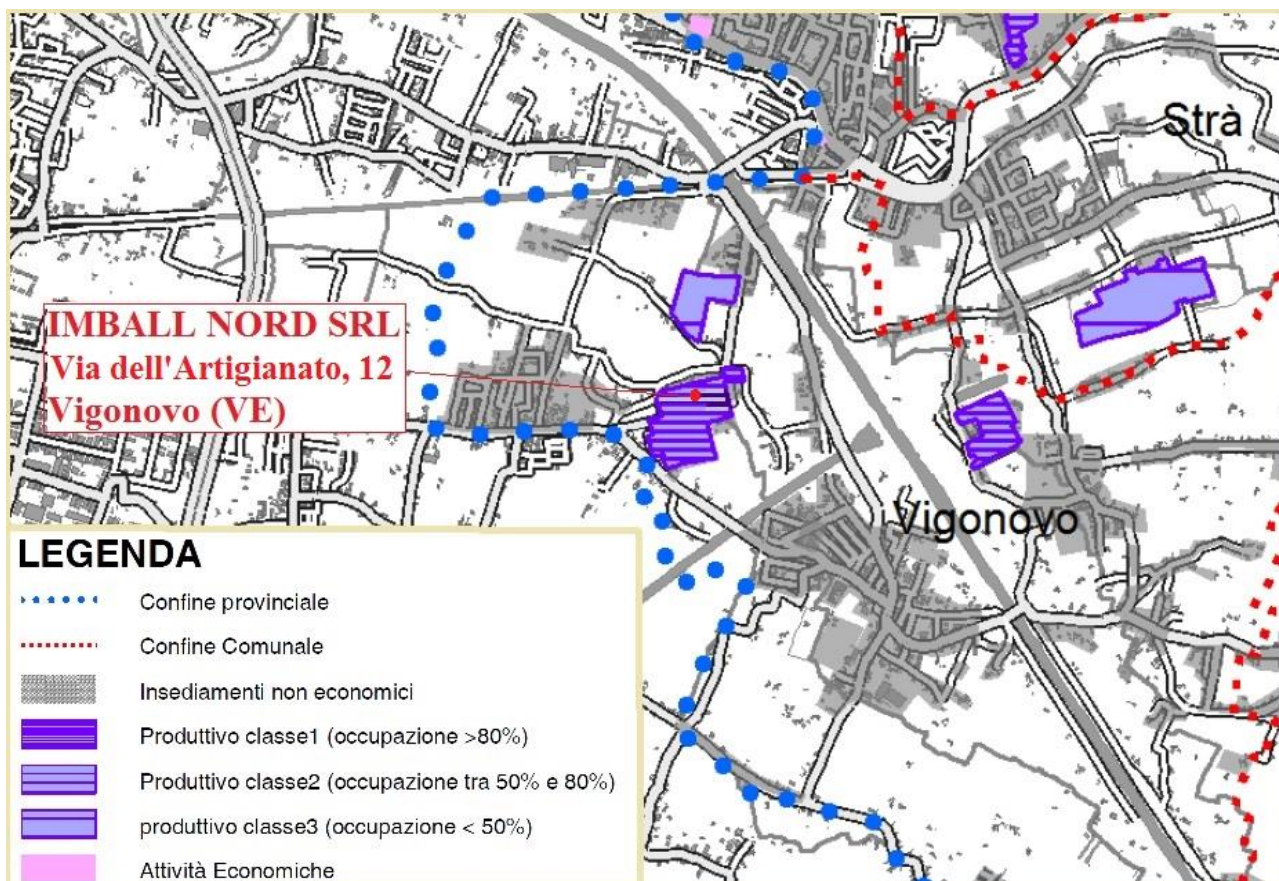 Strà
IMBALL NORD SRL
Via dell'Artigianato, 12
Vigonovo (VE)
Vigonovo
LEGENDA
Confine provinciale
Confine Comunale
Insediamenti non economici
Produttivo classe1 (occupazione >80%)
Produttivo classe2 (occupazione tra 50% e 80%)
produttivo classe3 (occupazione < 50%)
Attività Economiche